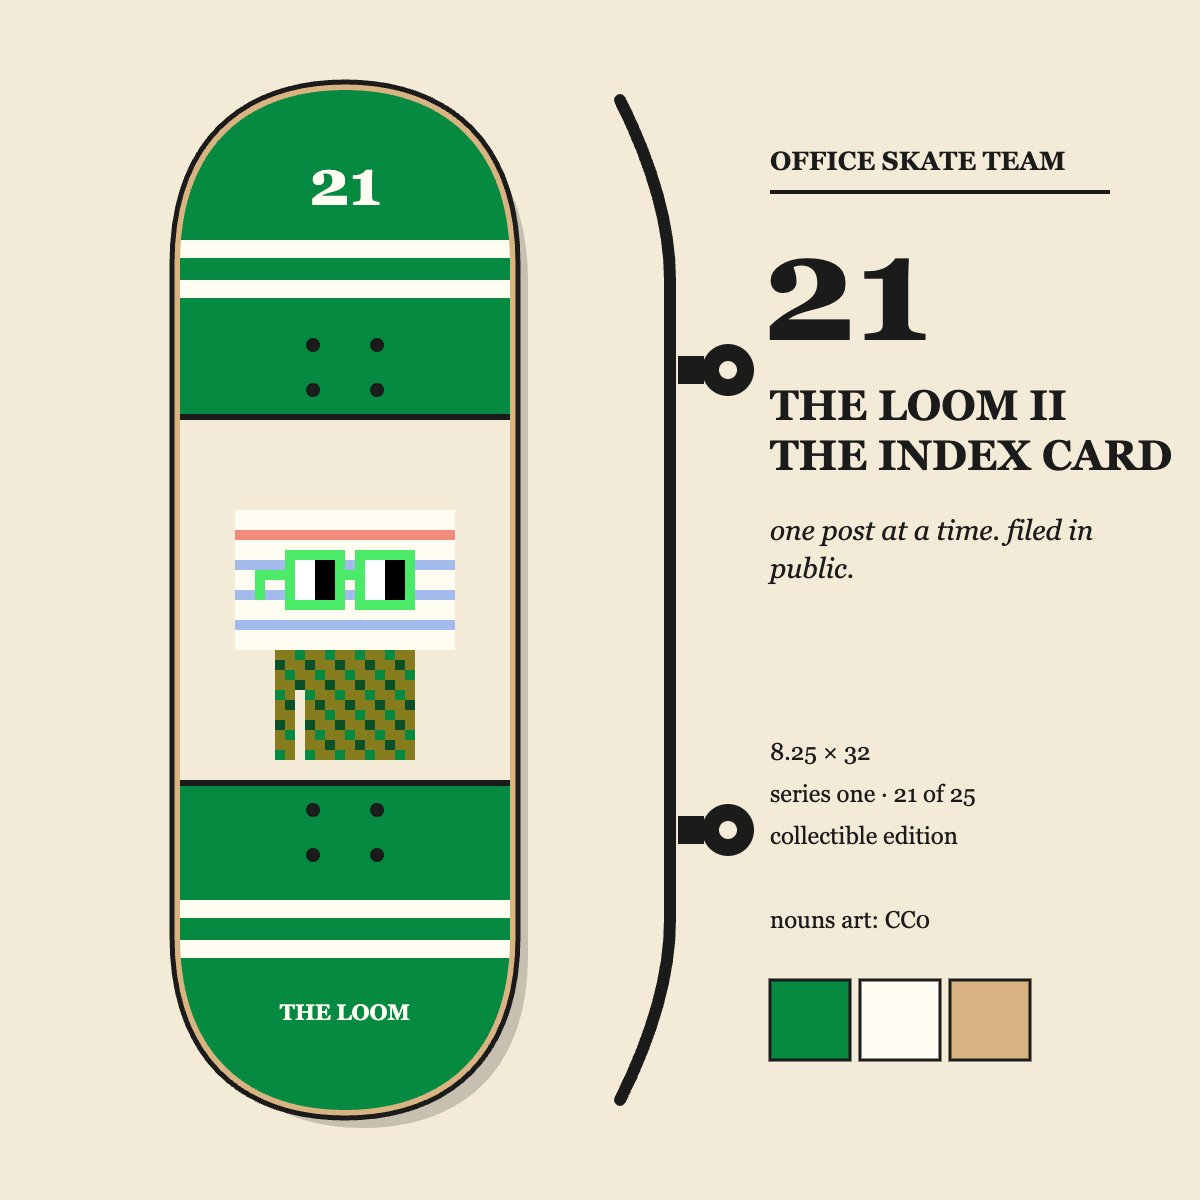 21
THE LOOM
OFFICE SKATE TEAM
21
THE LOOM II
THE INDEX CARD
one post at a time. filed in
public.
8.25 × 32
series one · 21 of 25
collectible edition
nouns art: CC0